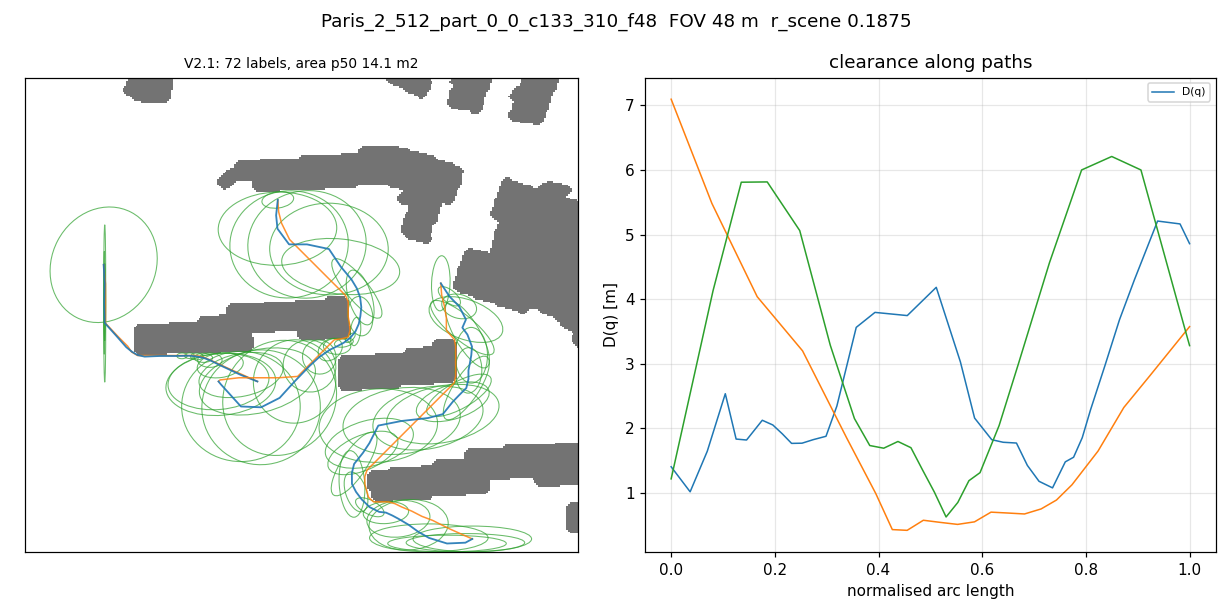 Paris_2_512_part_0_0_c133_310_f48  FOV 48 m  r_scene 0.1875
V2.1: 72 labels, area p50 14.1 m2
clearance along paths
D(q)
7
6
5
4
3
2
1
D(q) [m]
0.0 0.2 0.4 0.6 0.8 1.0
normalised arc length